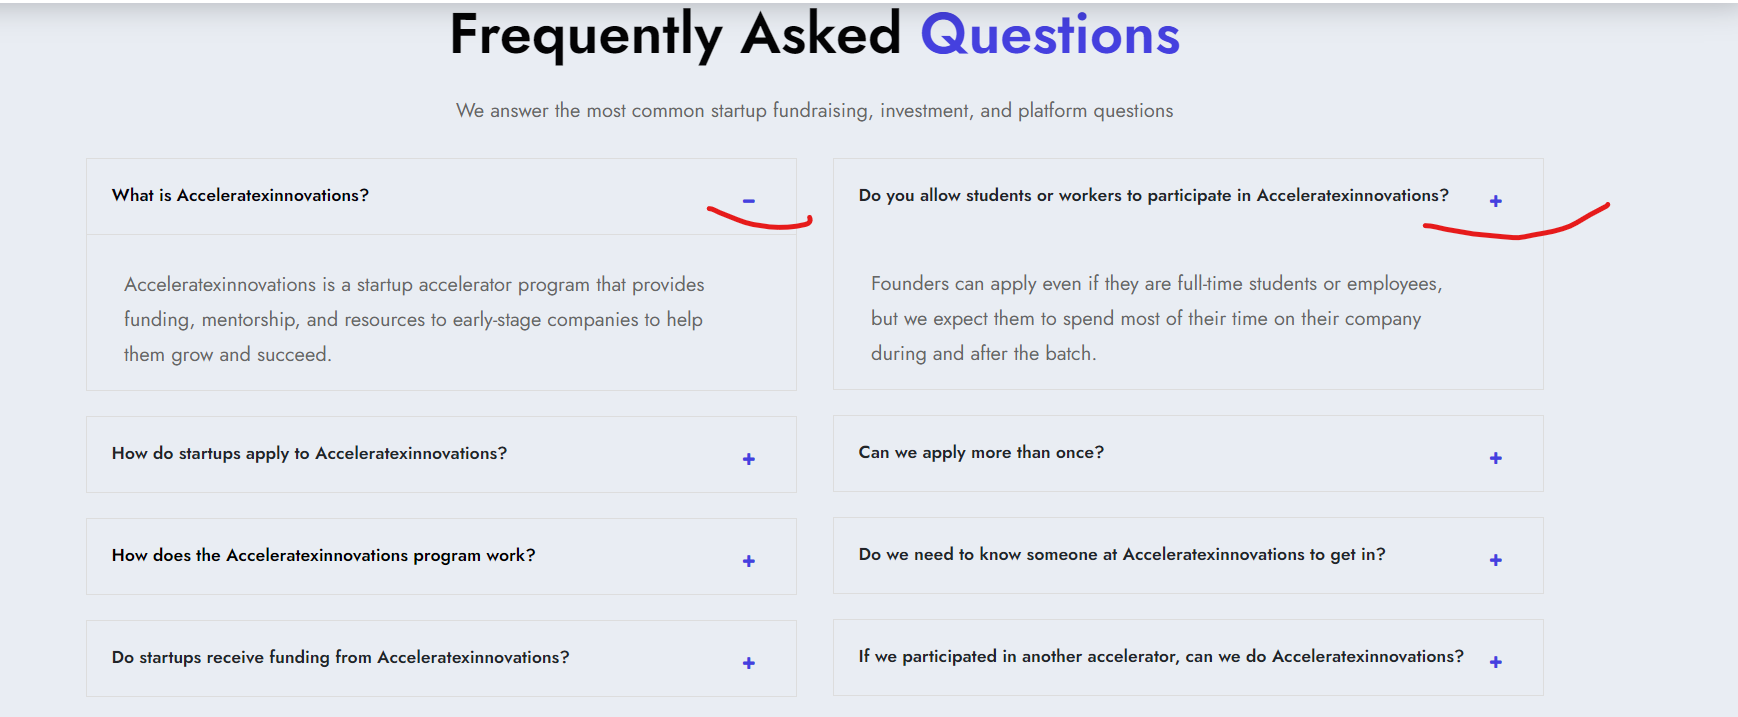 Frequently Asked Questions
We answer the most common startup fundraising, investment, and platform questions
What is Acceleratexinnovations?
Acceleratexinnovations is a startup accelerator program that provides
funding, mentorship, and resources to early-stage companies to help
them grow and succeed.
How do startups apply to Acceleratexinnovations?
How does the Acceleratexinnovations program work?
Do startups receive funding from Acceleratexinnovations?
Do you allow students or workers to participate in Acceleratexinnovations?
Founders can apply even if they are full-time students or employees,
but we expect them to spend most of their time on their company
during and after the batch.
Can we apply more than once?
Do we need to know someone at Acceleratexinnovations to get in?
If we participated in another accelerator, can we do Acceleratexinnovations?